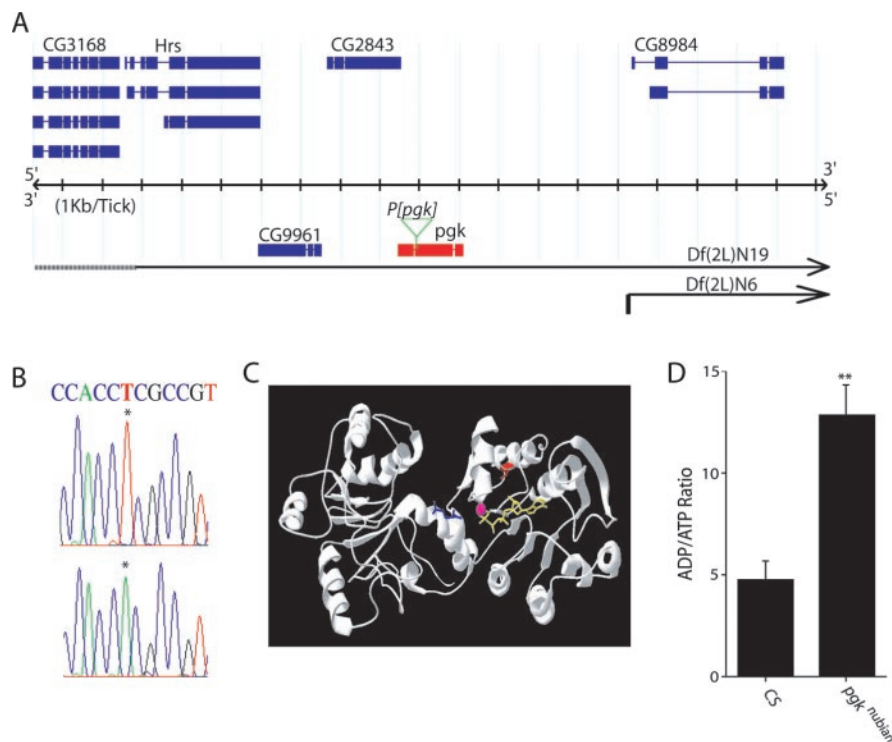 A
CG3168 Hrs CG2843 CG8984
5' 3'
3' (1Kb/Tick) 5'
P[pgk]
CG9961 pgk
Df(2L)N19
Df(2L)N6
B
CCACCTCGCCGT
*
*
C
D
15
**
10
ADP/ATP Ratio
5
0
CS
pgk nubian